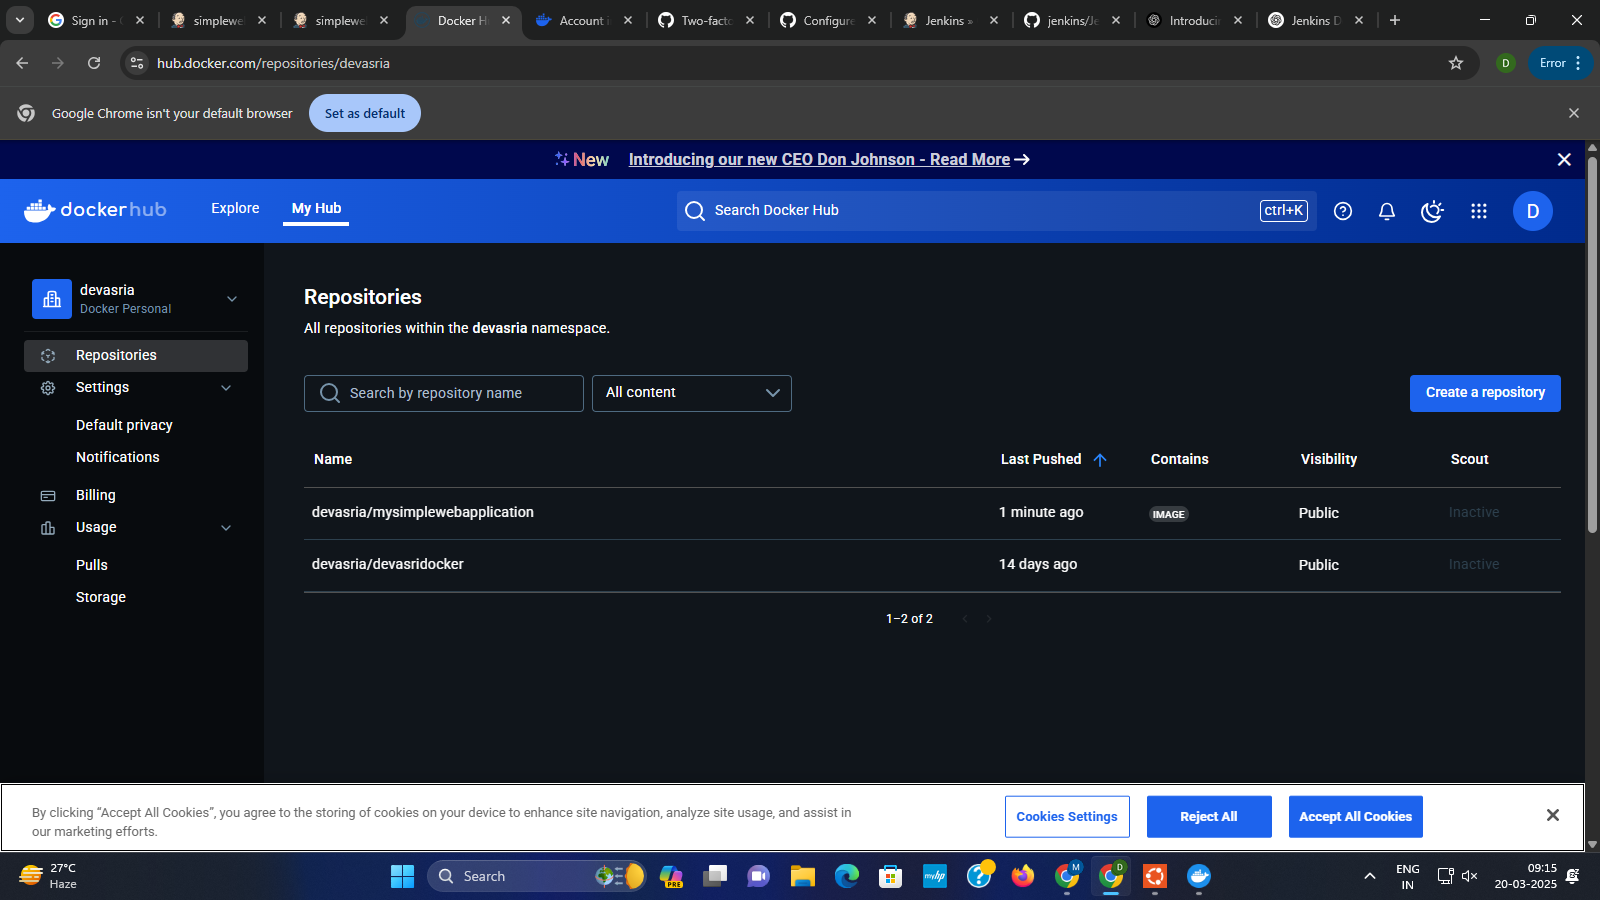 Sign in -
simplewe
simplewe
Docker H
Account i
Two-facto
Configure
Jenkins »
jenkins/Je
Introducin
Jenkins D
hub.docker.com/repositories/devasria
D
Error
Google Chrome isn't your default browser
Set as default
New
Introducing our new CEO Don Johnson - Read More →
docker hub
Explore
My Hub
Search Docker Hub
ctrl+K
D
devasria
Docker Personal
Repositories
Settings
Default privacy
Notifications
Billing
Usage
Pulls
Storage
Repositories
All repositories within the devasria namespace.
Search by repository name
All content
Create a repository
Name
Last Pushed
Contains
Visibility
Scout
devasria/mysimplewebapplication
1 minute ago
IMAGE
Public
Inactive
devasria/devasridocker
14 days ago
Public
Inactive
1–2 of 2
By clicking “Accept All Cookies”, you agree to the storing of cookies on your device to enhance site navigation, analyze site usage, and assist in
our marketing efforts.
Cookies Settings
Reject All
Accept All Cookies
27°C
Haze
Search
PRE
myhp
M
D
ENG
IN
09:15
20-03-2025